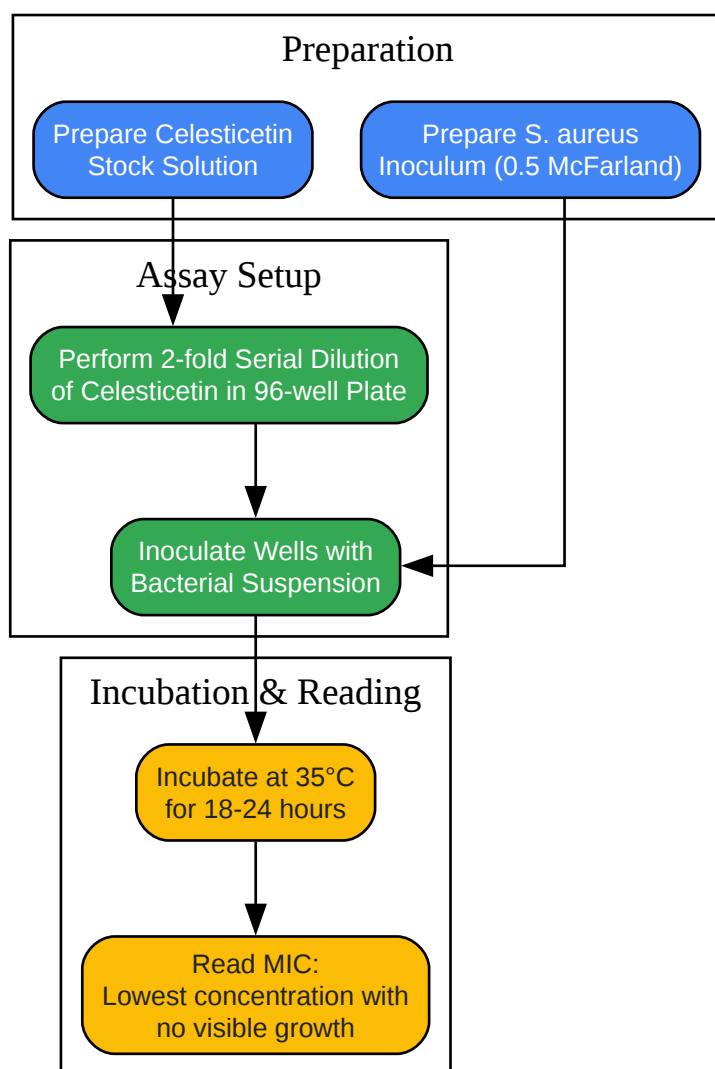 Preparation
Prepare Celesticetin
Stock Solution
Prepare S. aureus
Inoculum (0.5 McFarland)
Assay Setup
Perform 2-fold Serial Dilution
of Celesticetin in 96-well Plate
Inoculate Wells with
Bacterial Suspension
Incubation & Reading
Incubate at 35°C
for 18-24 hours
Read MIC:
Lowest concentration with
no visible growth